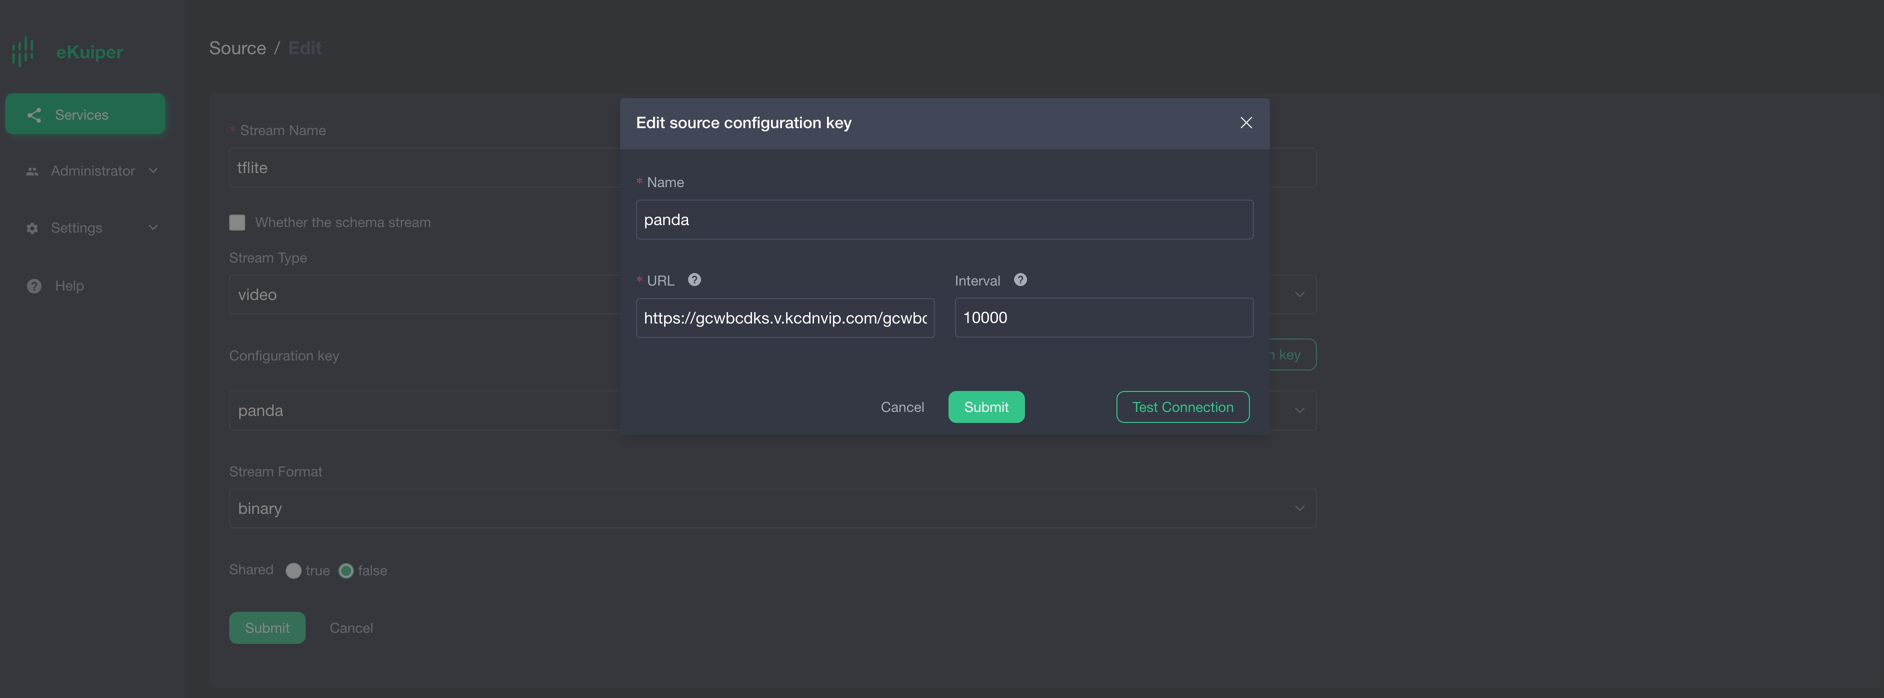 eKuiper
Services
Administrator
Settings
Help
Source / Edit
* Stream Name
tflite
Whether the schema stream
Stream Type
video
Configuration key
key
panda
Stream Format
binary
Shared true false
Submit Cancel
Edit source configuration key
* Name
panda
* URL ? Interval ?
https://gcwbcdks.v.kcdnvip.com/gcwbc 10000
Cancel Submit Test Connection